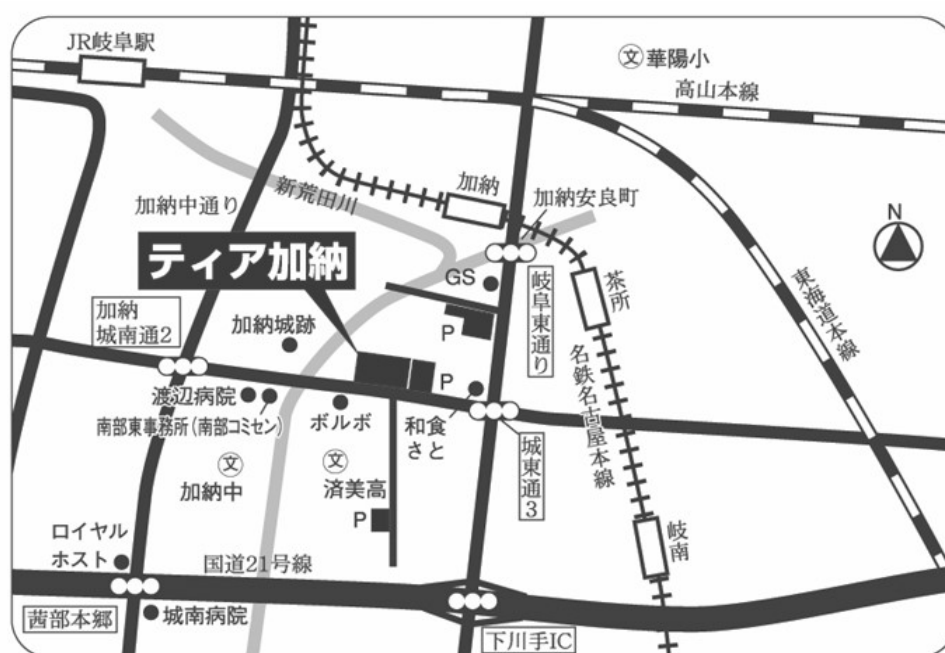 JR岐阜駅
文 華陽小
高山本線
加納
新荒田川
加納中通り
加納安良町
N
ティア加納
GS
茶所
岐阜東通り
東海道本線
加納
城南通2
加納城跡
P
名鉄名古屋本線
P
渡辺病院
南部東事務所(南部コミセン)
ボルボ
和食
さと
文
加納中
文
済美高
城東通3
P
岐南
ロイヤル
ホスト
国道21号線
茜部本郷
城南病院
下川手IC